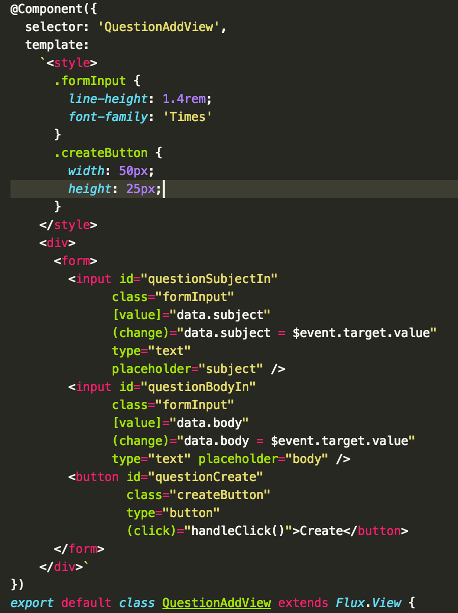 @Component({
  selector: 'QuestionAddView',
  template:
    `<style>
      .formInput {
        line-height: 1.4rem;
        font-family: 'Times'
      }
      .createButton {
        width: 50px;
        height: 25px;
      }
    </style>
    <div>
      <form>
        <input id="questionSubjectIn"
              class="formInput"
              [value]="data.subject"
              (change)="data.subject = $event.target.value"
              type="text"
              placeholder="subject" />
        <input id="questionBodyIn"
              class="formInput"
              [value]="data.body"
              (change)="data.body = $event.target.value"
              type="text" placeholder="body" />
        <button id="questionCreate"
                class="createButton"
                type="button"
                (click)="handleClick()">Create</button>
      </form>
    </div>`
})
export default class QuestionAddView extends Flux.View {